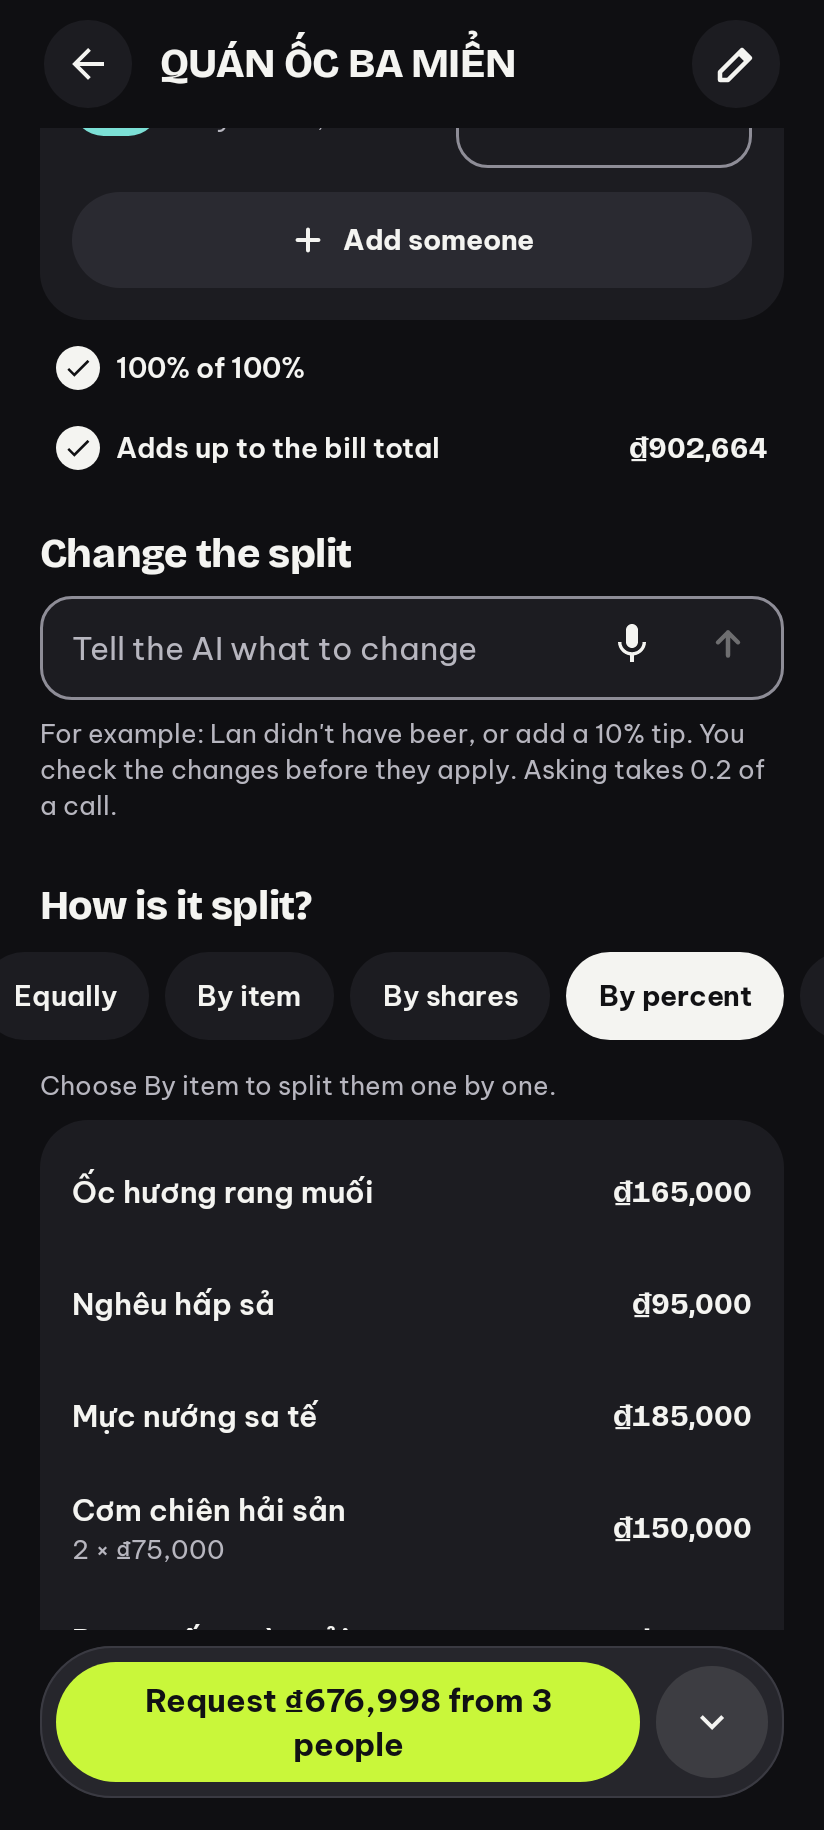 QUÁN ỐC BA MIỀN
Add someone
100% of 100%
Adds up to the bill total
₫902,664
Change the split
Tell the AI what to change
For example: Lan didn't have beer, or add a 10% tip. You
check the changes before they apply. Asking takes 0.2 of
a call.
How is it split?
Equally
By item
By shares
By percent
Choose By item to split them one by one.
Ốc hương rang muối
₫165,000
Nghêu hấp sả
₫95,000
Mực nướng sa tế
₫185,000
Cơm chiên hải sản
2 × ₫75,000
₫150,000
Request ₫676,998 from 3
people